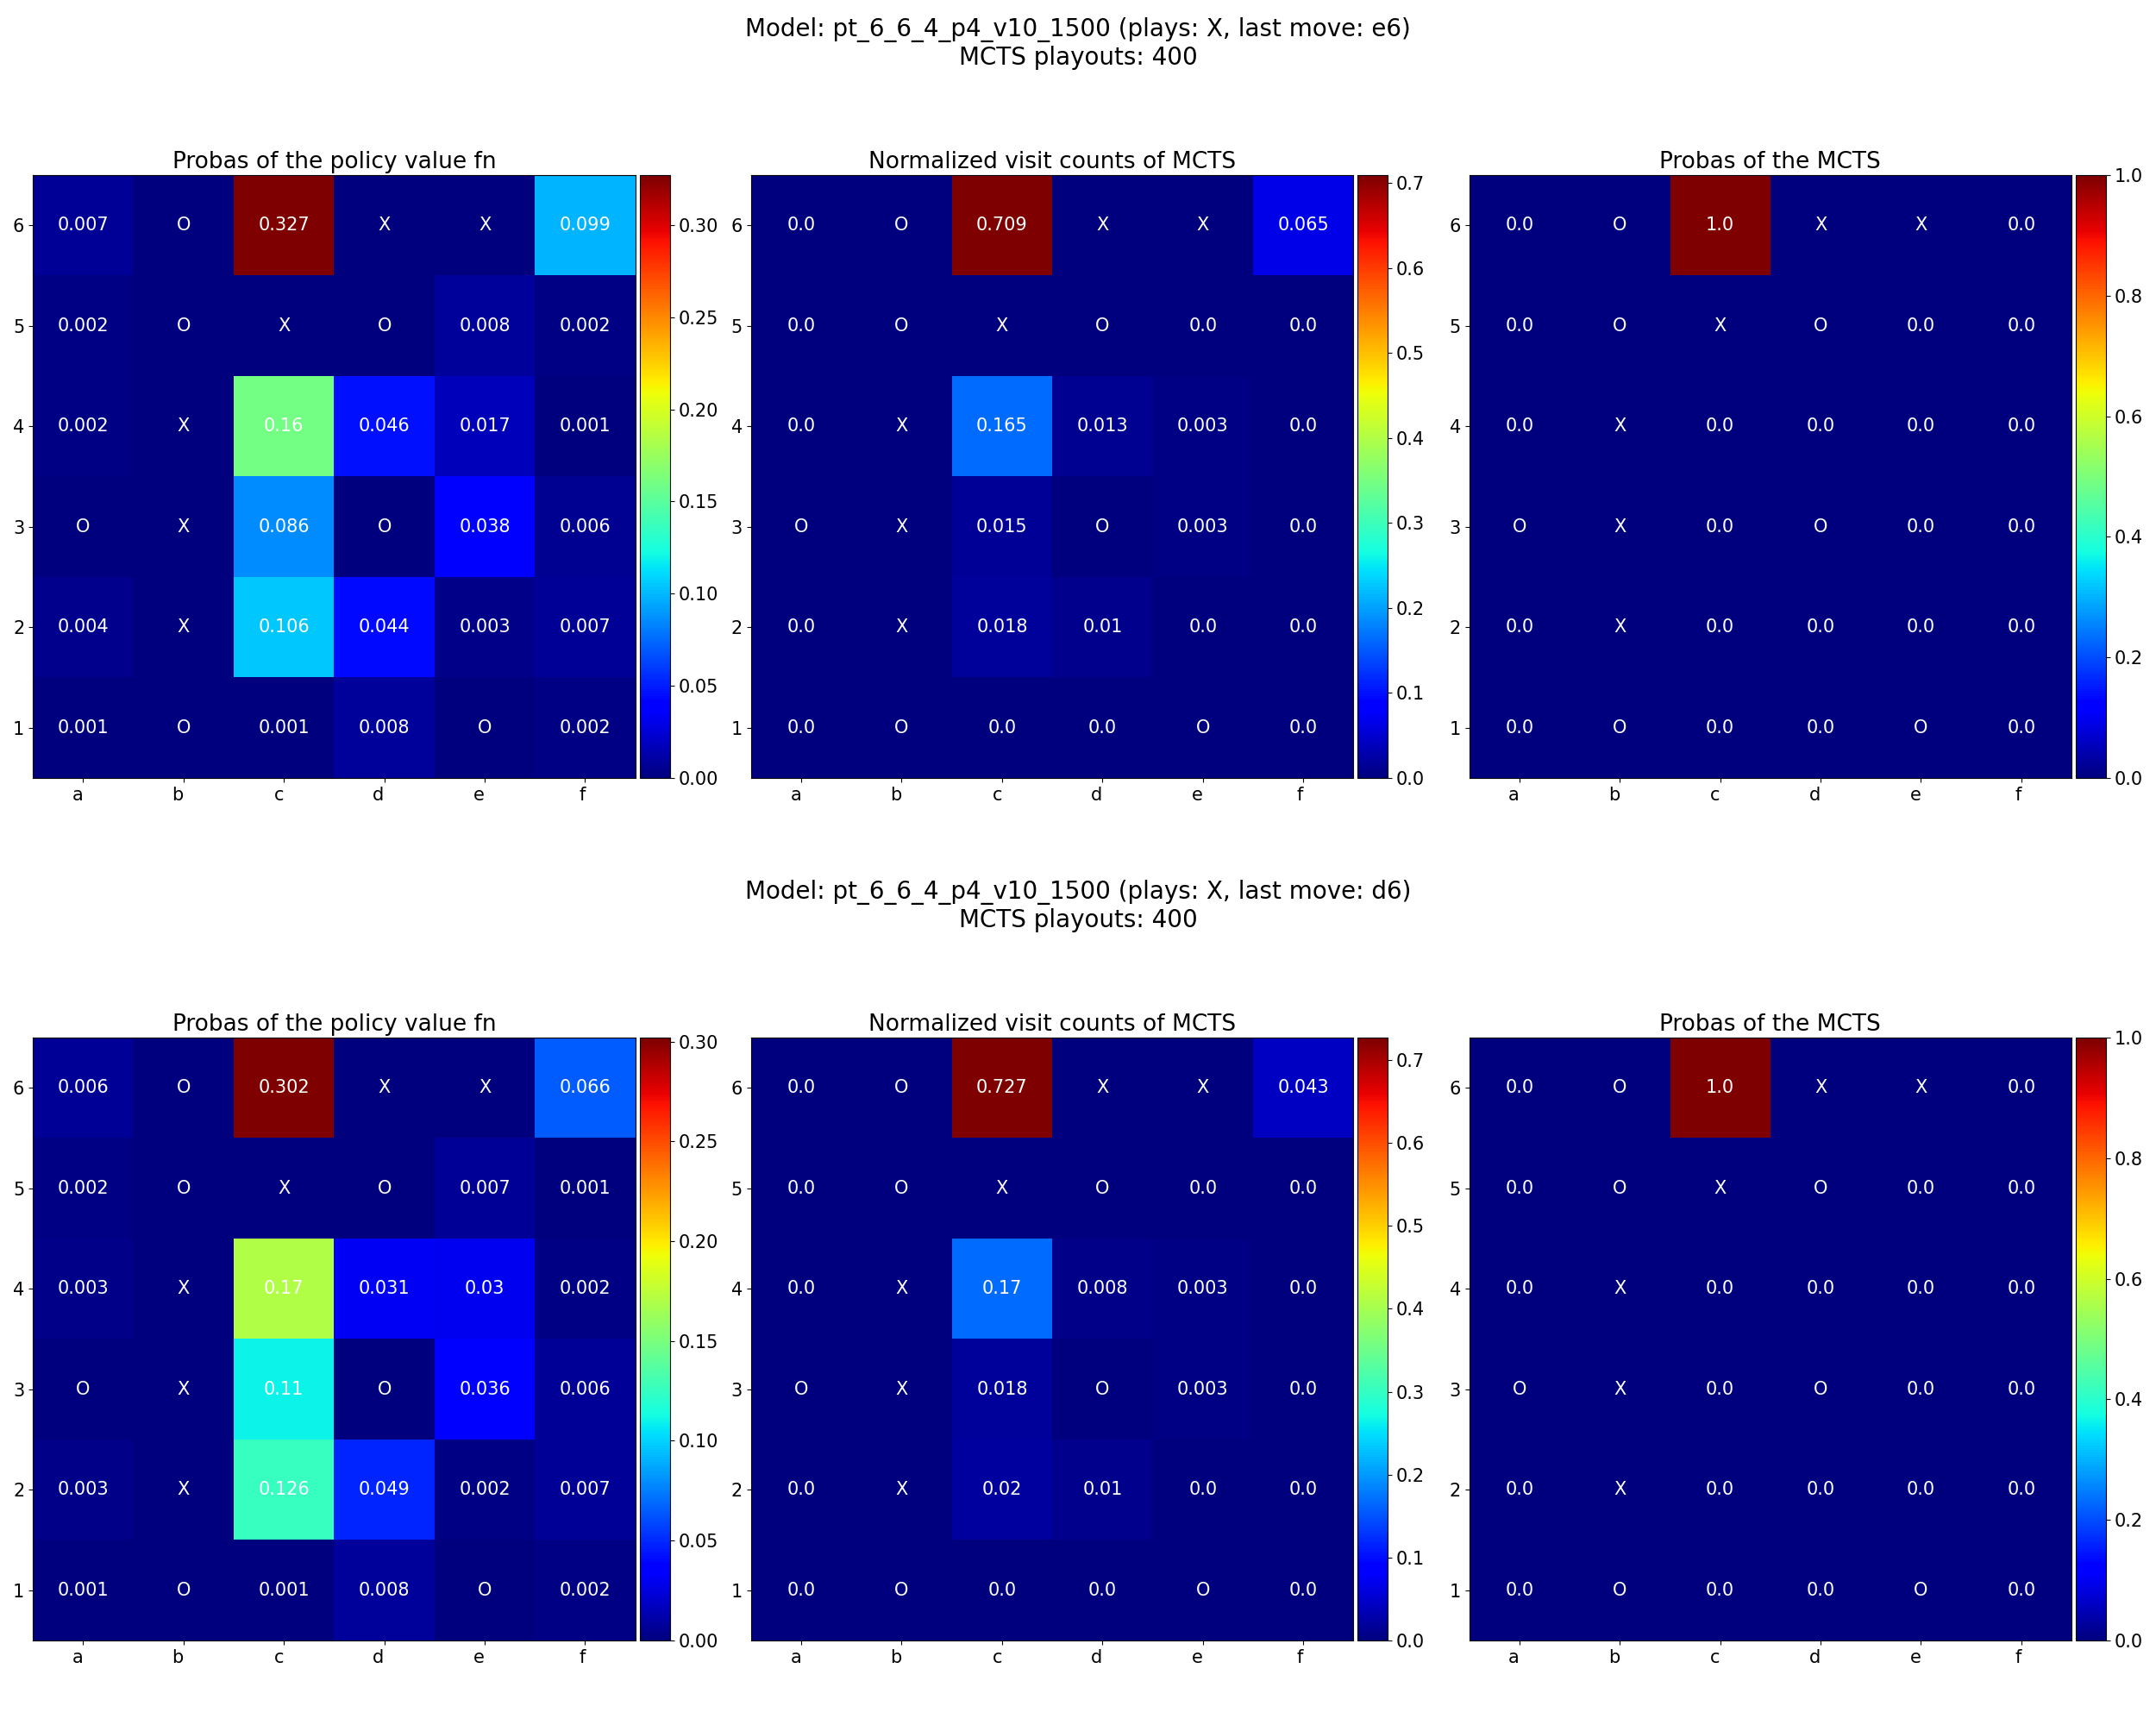 Model: pt_6_6_4_p4_v10_1500 (plays: X, last move: e6)
MCTS playouts: 400
Probas of the policy value fn
6 0.007 O 0.327 X X 0.099
5 0.002 O X O 0.008 0.002
4 0.002 X 0.16 0.046 0.017 0.001
3 O X 0.086 O 0.038 0.006
2 0.004 X 0.106 0.044 0.003 0.007
1 0.001 O 0.001 0.008 O 0.002
a b c d e f
0.30
0.25
0.20
0.15
0.10
0.05
0.00
Normalized visit counts of MCTS
6 0.0 O 0.709 X X 0.065
5 0.0 O X O 0.0 0.0
4 0.0 X 0.165 0.013 0.003 0.0
3 O X 0.015 O 0.003 0.0
2 0.0 X 0.018 0.01 0.0 0.0
1 0.0 O 0.0 0.0 O 0.0
a b c d e f
0.7
0.6
0.5
0.4
0.3
0.2
0.1
0.0
Probas of the MCTS
6 0.0 O 1.0 X X 0.0
5 0.0 O X O 0.0 0.0
4 0.0 X 0.0 0.0 0.0 0.0
3 O X 0.0 O 0.0 0.0
2 0.0 X 0.0 0.0 0.0 0.0
1 0.0 O 0.0 0.0 O 0.0
a b c d e f
1.0
0.8
0.6
0.4
0.2
0.0
Model: pt_6_6_4_p4_v10_1500 (plays: X, last move: d6)
MCTS playouts: 400
Probas of the policy value fn
6 0.006 O 0.302 X X 0.066
5 0.002 O X O 0.007 0.001
4 0.003 X 0.17 0.031 0.03 0.002
3 O X 0.11 O 0.036 0.006
2 0.003 X 0.126 0.049 0.002 0.007
1 0.001 O 0.001 0.008 O 0.002
a b c d e f
0.30
0.25
0.20
0.15
0.10
0.05
0.00
Normalized visit counts of MCTS
6 0.0 O 0.727 X X 0.043
5 0.0 O X O 0.0 0.0
4 0.0 X 0.17 0.008 0.003 0.0
3 O X 0.018 O 0.003 0.0
2 0.0 X 0.02 0.01 0.0 0.0
1 0.0 O 0.0 0.0 O 0.0
a b c d e f
0.7
0.6
0.5
0.4
0.3
0.2
0.1
0.0
Probas of the MCTS
6 0.0 O 1.0 X X 0.0
5 0.0 O X O 0.0 0.0
4 0.0 X 0.0 0.0 0.0 0.0
3 O X 0.0 O 0.0 0.0
2 0.0 X 0.0 0.0 0.0 0.0
1 0.0 O 0.0 0.0 O 0.0
a b c d e f
1.0
0.8
0.6
0.4
0.2
0.0